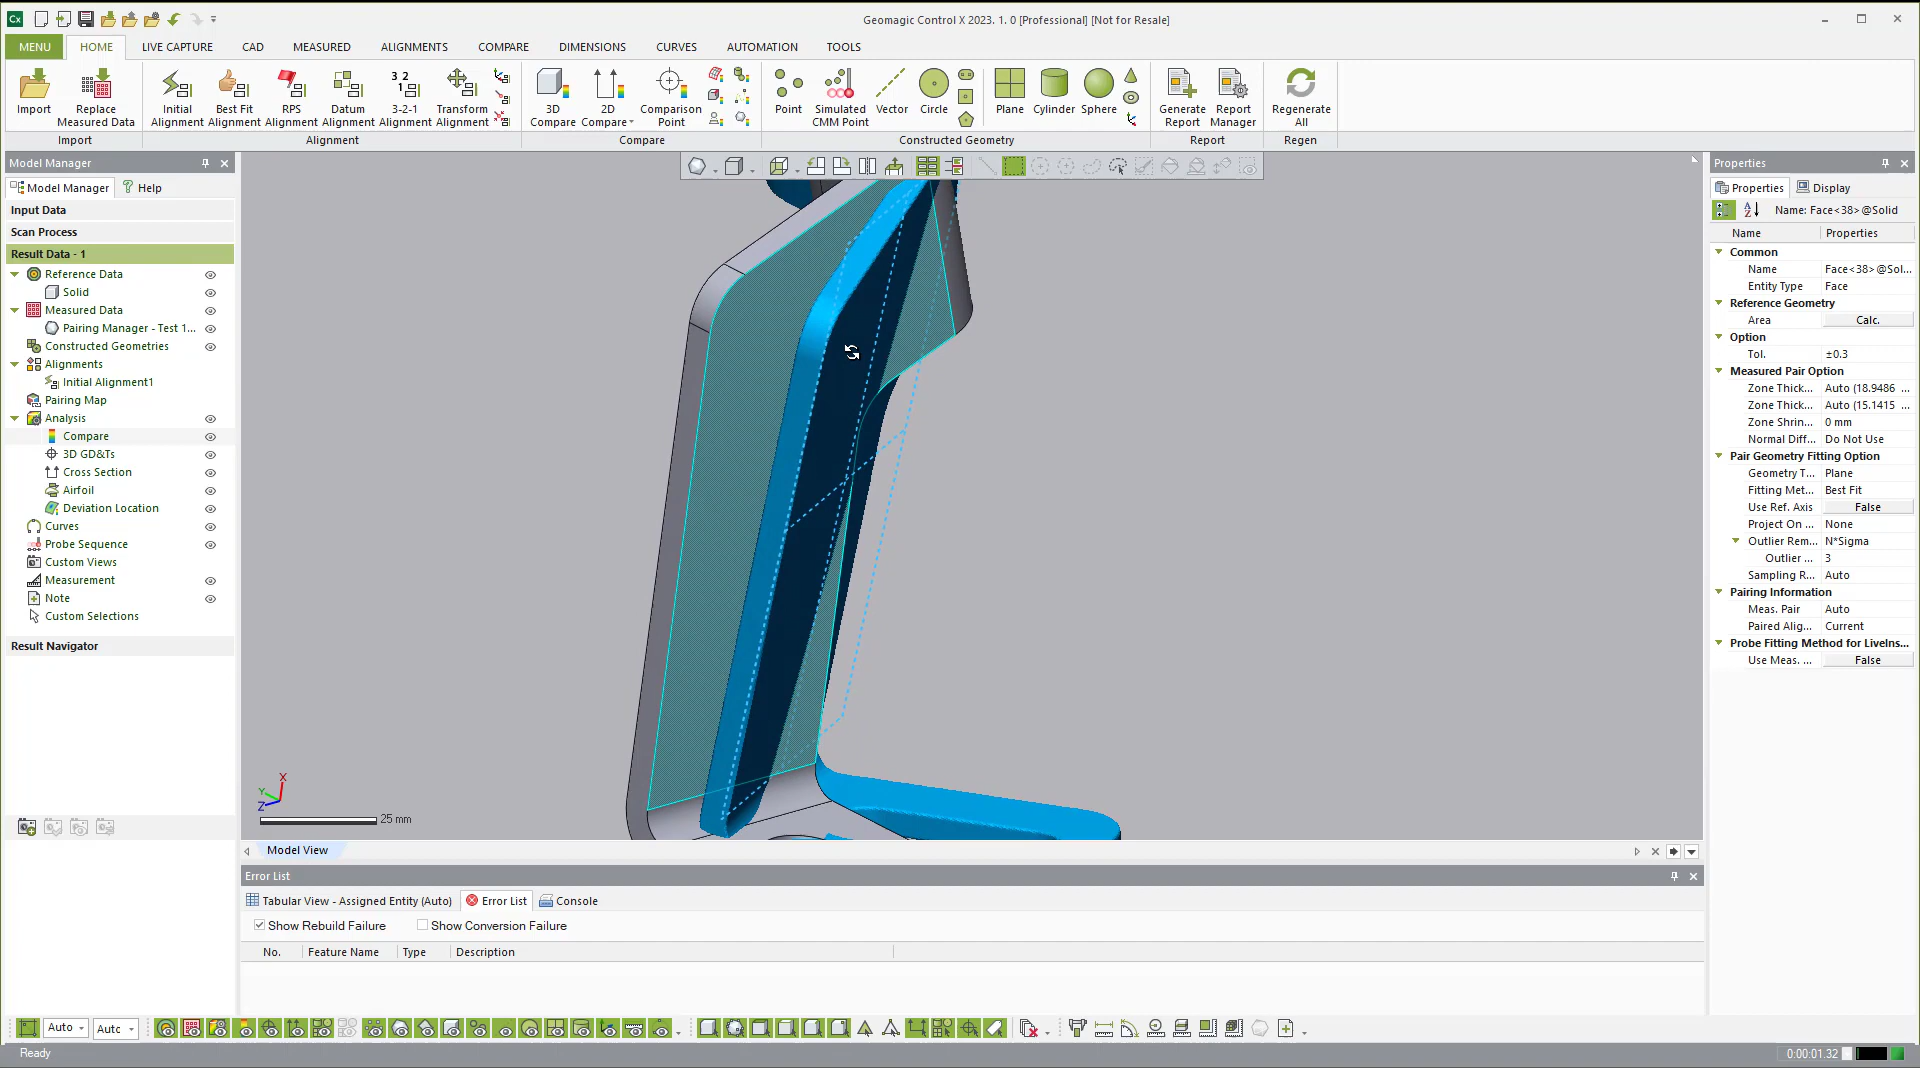 Cx
Geomagic Control X 2023. 1. 0 [Professional] [Not for Resale]
MENU HOME LIVE CAPTURE CAD MEASURED ALIGNMENTS COMPARE DIMENSIONS CURVES AUTOMATION TOOLS
Import Replace Measured Data Initial Alignment Best Fit Alignment RPS Alignment Datum Alignment 3-2-1 Alignment Transform Alignment 3D Compare 2D Compare Comparison Point Point Simulated CMM Point Vector Circle Plane Cylinder Sphere Generate Report Report Manager Regenerate All
Import Alignment Compare Constructed Geometry Report Regen
Model Manager
Model Manager Help
Input Data
Scan Process
Result Data - 1
Reference Data
Solid
Measured Data
Pairing Manager - Test 1...
Constructed Geometries
Alignments
Initial Alignment1
Pairing Map
Analysis
Compare
3D GD&Ts
Cross Section
Airfoil
Deviation Location
Curves
Probe Sequence
Custom Views
Measurement
Note
Custom Selections
Result Navigator
X
Y
Z
25 mm
Model View
Properties
Properties Display
Name: Face<38>@Solid
Name Properties
Common
Name Face<38>@Sol...
Entity Type Face
Reference Geometry
Area Calc.
Option
Tol. ±0.3
Measured Pair Option
Zone Thick... Auto (18.9486 ...
Zone Thick... Auto (15.1415 ...
Zone Shrin... 0 mm
Normal Diff... Do Not Use
Pair Geometry Fitting Option
Geometry T... Plane
Fitting Met... Best Fit
Use Ref. Axis False
Project On ... None
Outlier Rem... N*Sigma
Outlier ... 3
Sampling R... Auto
Pairing Information
Meas. Pair Auto
Paired Alig... Current
Probe Fitting Method for LiveIns...
Use Meas. ... False
Error List
Tabular View - Assigned Entity (Auto) Error List Console
Show Rebuild Failure Show Conversion Failure
No. Feature Name Type Description
Auto Autc
Ready
0:00:01.32